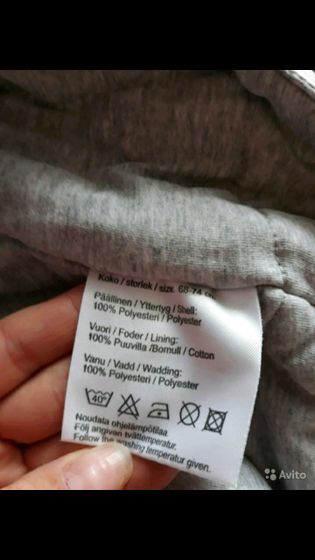 Koko / storlek / size: 68-74 cm
Päällinen / Yttertyg / Shell:
100% Polyesteri / Polyester
Vuori / Foder / Lining:
100% Puuvilla /Bomull / Cotton
Vanu / Vadd / Wadding:
100% Polyesteri / Polyester
40°
Noudata ohjelämpötilaa
Följ angiven tvättemperatur.
Follow the washing temperature given.
Avito